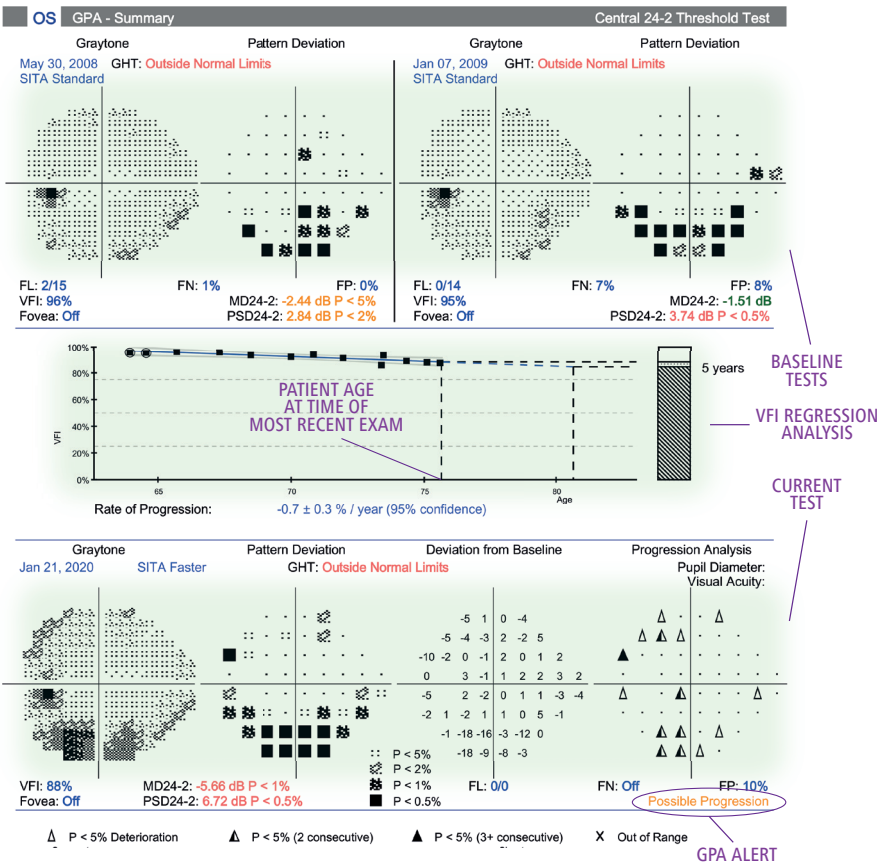 OS GPA - Summary Central 24-2 Threshold Test
Graytone Pattern Deviation Graytone Pattern Deviation
May 30, 2008 GHT: Outside Normal Limits Jan 07, 2009 GHT: Outside Normal Limits
SITA Standard SITA Standard
FL: 2/15 FN: 1% FP: 0% FL: 0/14 FN: 7% FP: 8%
VFI: 96% MD24-2: -2.44 dB P < 5% VFI: 95% MD24-2: -1.51 dB
Fovea: Off PSD24-2: 2.84 dB P < 2% Fovea: Off PSD24-2: 3.74 dB P < 0.5%
BASELINE
TESTS
100%
80%
60%
40%
20%
0%
VFI
65 70 75 80
Age
5 years
PATIENT AGE
AT TIME OF
MOST RECENT EXAM
VFI REGRESSION
ANALYSIS
Rate of Progression: -0.7 ± 0.3 % / year (95% confidence)
CURRENT
TEST
Graytone Pattern Deviation Deviation from Baseline Progression Analysis
Jan 21, 2020 SITA Faster GHT: Outside Normal Limits Pupil Diameter:
Visual Acuity:
-5 1 0 -4
-5 -4 -3 2 -2 5
-10 -2 0 -1 2 0 1 2
0 3 -1 1 2 2 3 2
-5 2 -2 0 1 1 -3 -4
-2 1 -2 1 1 0 5 -1
-1 -18 -16 -3 -12 0
-18 -9 -8 -3
P < 5%
P < 2%
P < 1%
P < 0.5%
VFI: 88% MD24-2: -5.66 dB P < 1% FL: 0/0 FN: Off FP: 10%
Fovea: Off PSD24-2: 6.72 dB P < 0.5% Possible Progression
P < 5% Deterioration P < 5% (2 consecutive) P < 5% (3+ consecutive) X Out of Range
GPA ALERT